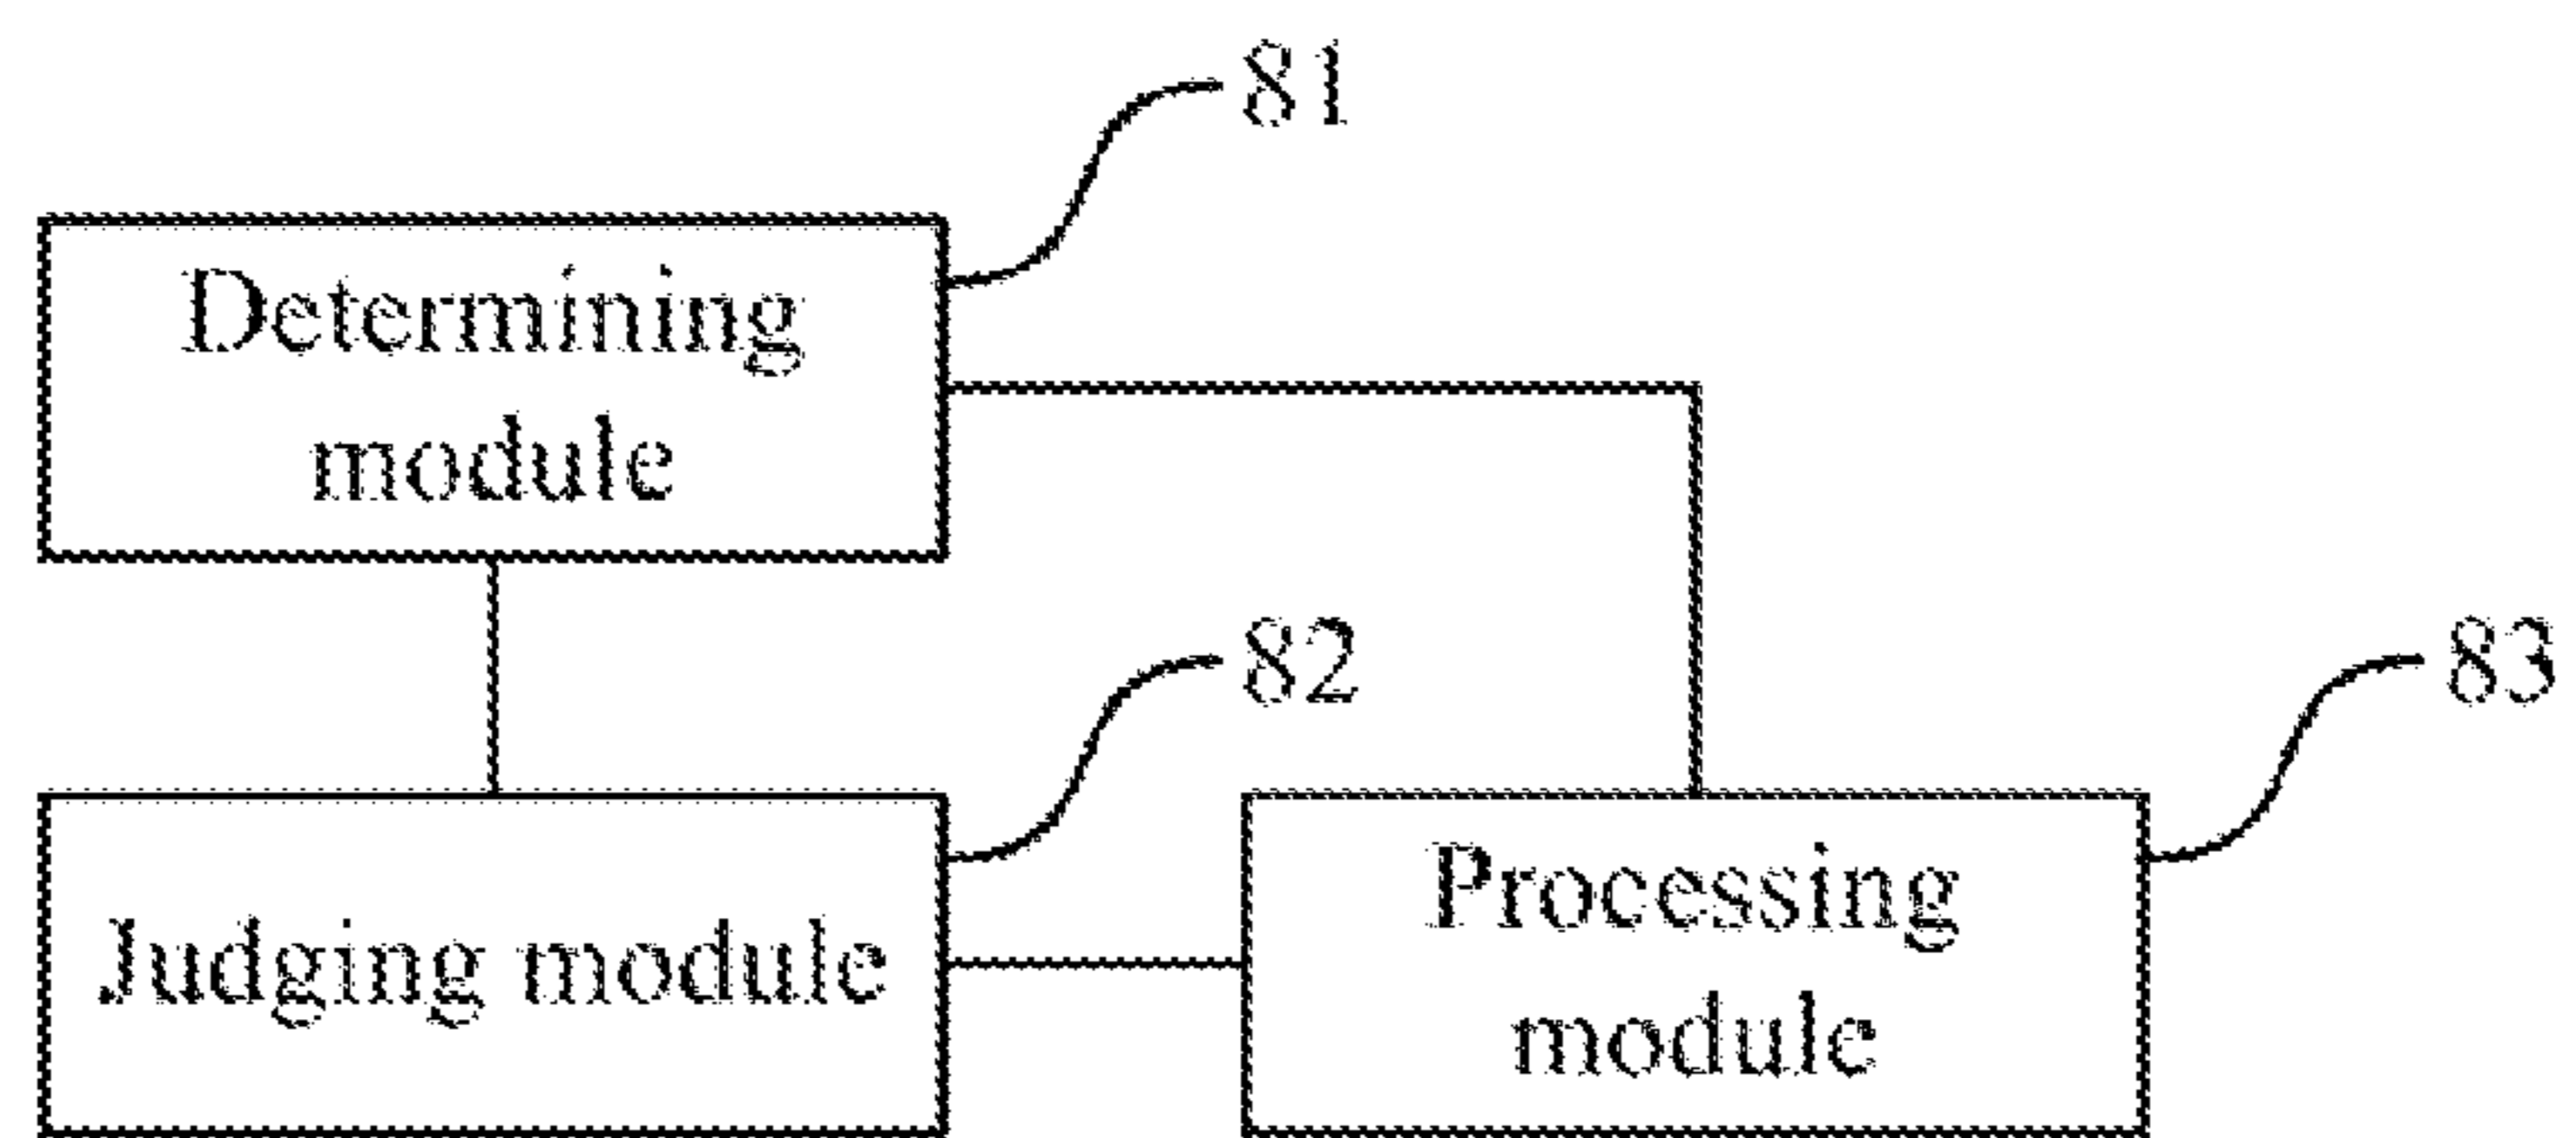 81
Determining
module
82
83
Judging module
Processing
module